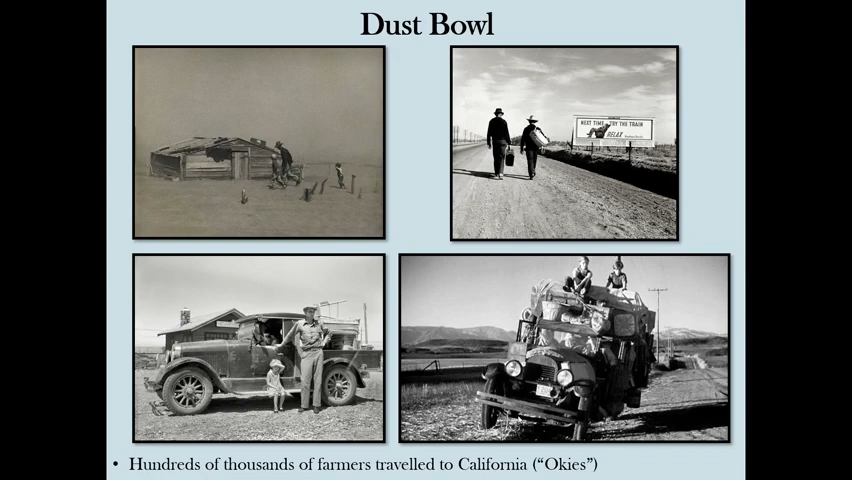 Dust Bowl
NEXT TIME TRY THE TRAIN
RELAX
• Hundreds of thousands of farmers travelled to California (“Okies”)